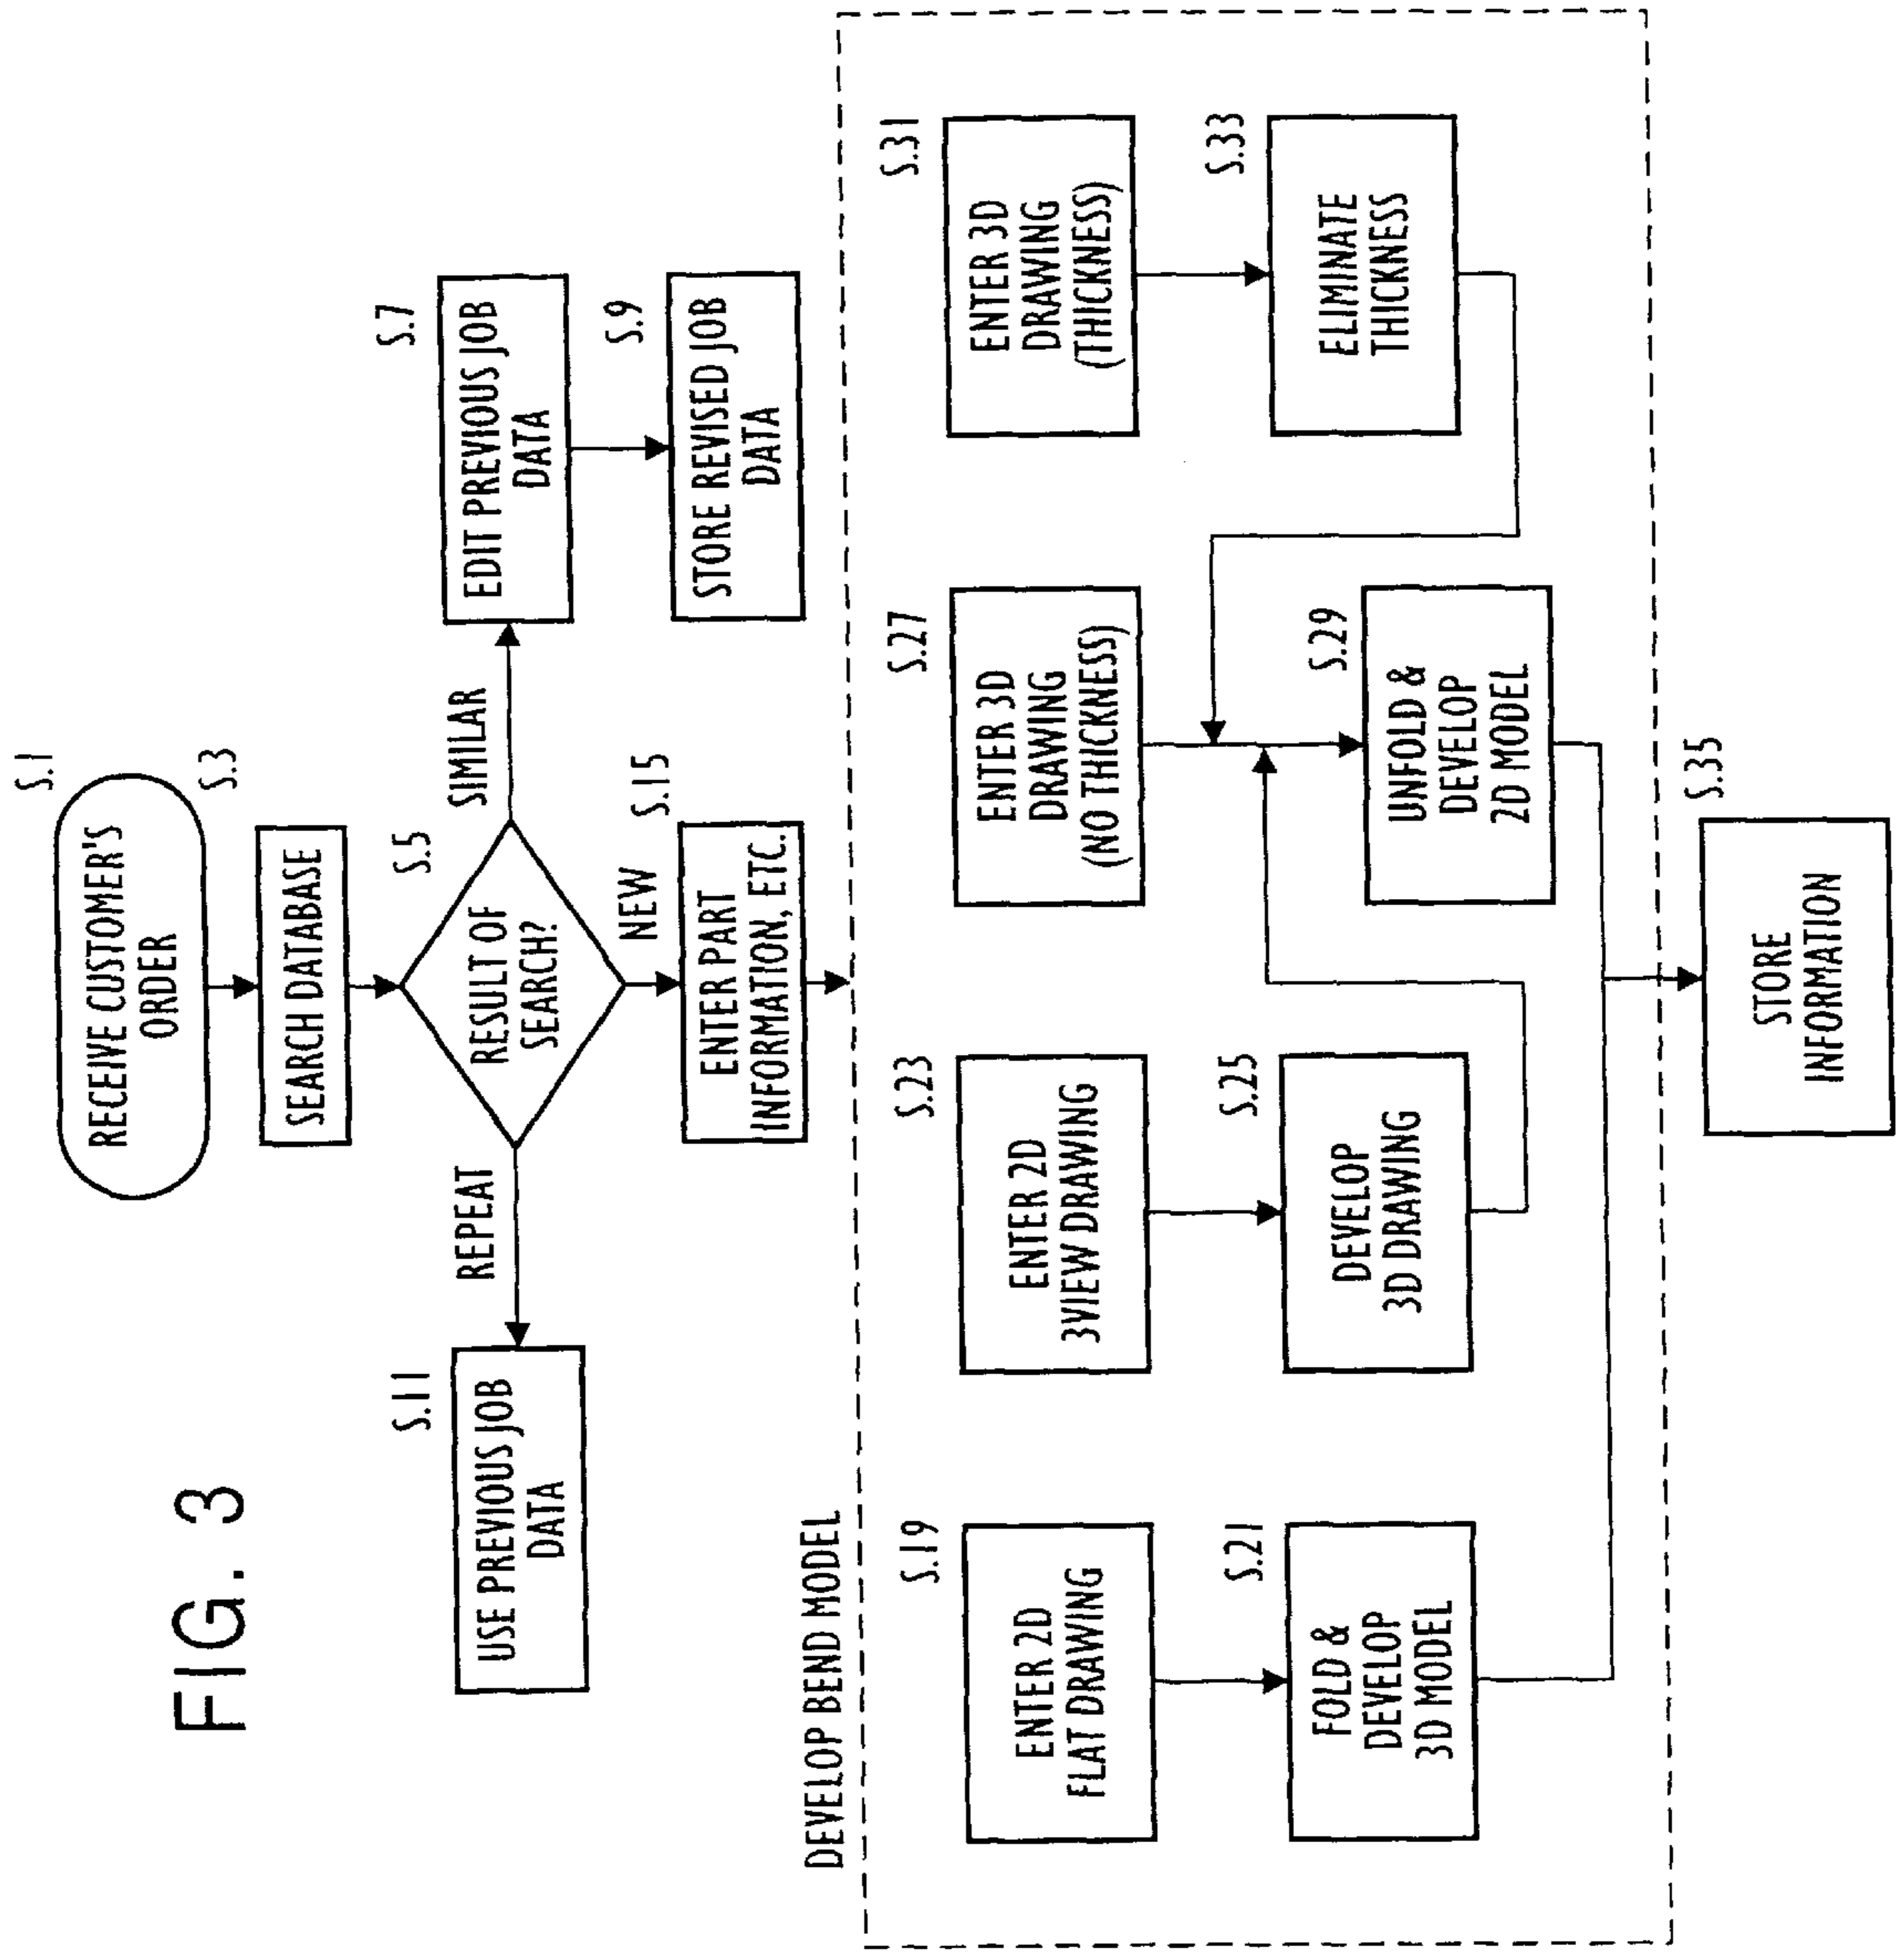 FIG. 3
S.1
RECEIVE CUSTOMER'S
ORDER
S.3
SEARCH DATABASE
S.5
RESULT OF
SEARCH?
REPEAT
SIMILAR
NEW
S.11
USE PREVIOUS JOB
DATA
S.7
EDIT PREVIOUS JOB
DATA
S.9
STORE REVISED JOB
DATA
S.15
ENTER PART
INFORMATION, ETC.
DEVELOP BEND MODEL
S.19
ENTER 2D
FLAT DRAWING
S.21
FOLD &
DEVELOP
3D MODEL
S.23
ENTER 2D
3VIEW DRAWING
S.25
DEVELOP
3D DRAWING
S.27
ENTER 3D
DRAWING
(NO THICKNESS)
S.29
UNFOLD &
DEVELOP
2D MODEL
S.31
ENTER 3D
DRAWING
(THICKNESS)
S.33
ELIMINATE
THICKNESS
S.35
STORE
INFORMATION